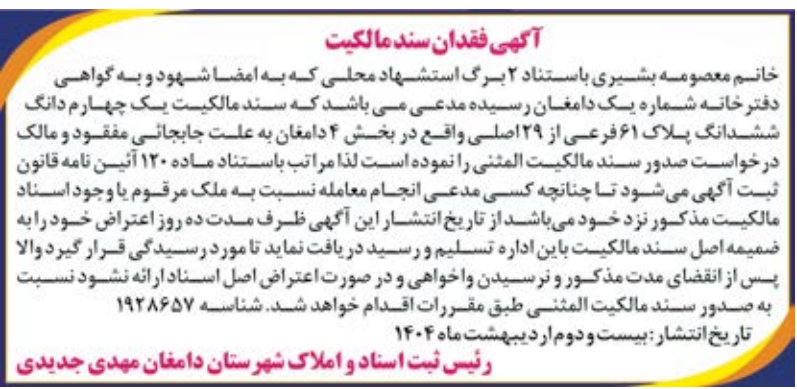 آگهی فقدان سند مالکیت
خانم معصومه بشیری باستناد ۲ برگ استشهاد محلی که به امضا شهود و به گواهی
دفترخانه شماره یک دامغان رسیده مدعی می باشد که سند مالکیت یک چهارم دانگ
ششدانگ پلاک ۶۱ فرعی از ۲۹ اصلی واقع در بخش ۴ دامغان به علت جابجائی مفقود و مالک
درخواست صدور سند مالکیت المثنی را نموده است لذا مراتب باستناد ماده ۱۲۰ آئین نامه قانون
ثبت آگهی می‌شود تا چنانچه کسی مدعی انجام معامله نسبت به ملک مرقوم یا وجود اسناد
مالکیت مذکور نزد خود می‌باشد از تاریخ انتشار این آگهی ظرف مدت ده روز اعتراض خود را به
ضمیمه اصل سند مالکیت باین اداره تسلیم و رسید دریافت نماید تا مورد رسیدگی قرار گیرد والا
پس از انقضای مدت مذکور و نرسیدن واخواهی و در صورت اعتراض اصل اسناد ارائه نشود نسبت
به صدور سند مالکیت المثنی طبق مقررات اقدام خواهد شد. شناسه ۱۹۲۸۶۵۷
تاریخ انتشار: بیست و دوم اردیبهشت ماه ۱۴۰۴
رئیس ثبت اسناد و املاک شهرستان دامغان مهدی جدیدی